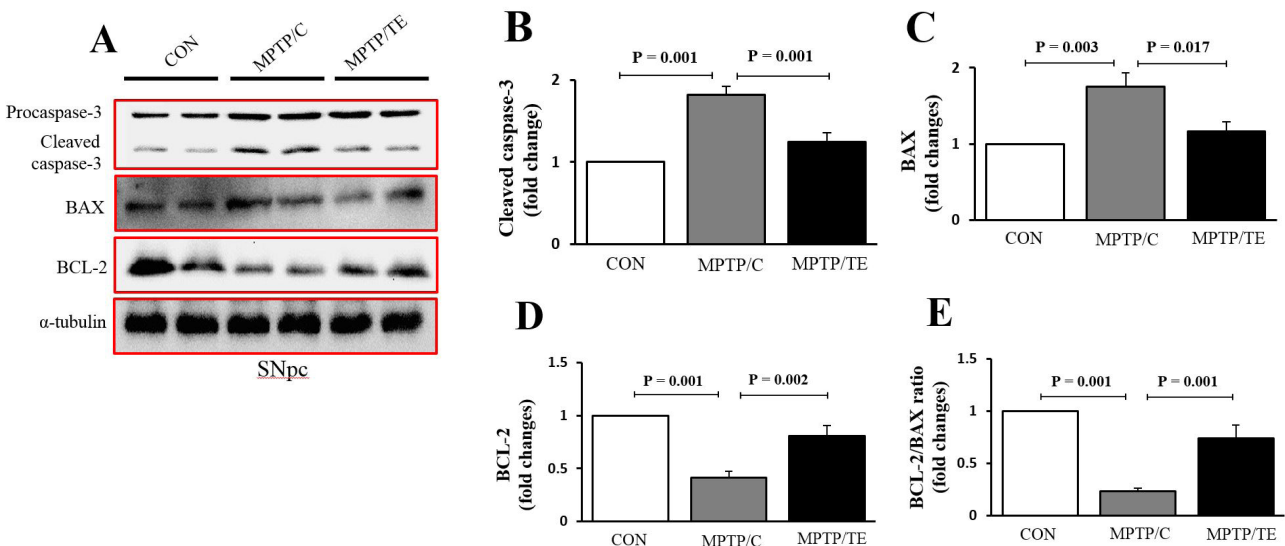 A
CON
MPTP/C
MPTP/TE
Procaspase-3
Cleaved
caspase-3
BAX
BCL-2
α-tubulin
SNpc
B
Cleaved caspase-3
(fold change)
2
1
0
P = 0.001
P = 0.001
CON
MPTP/C
MPTP/TE
C
BAX
(fold changes)
2
1
0
P = 0.003
P = 0.017
CON
MPTP/C
MPTP/TE
D
BCL-2
(fold changes)
1.5
1
0.5
0
P = 0.001
P = 0.002
CON
MPTP/C
MPTP/TE
E
BCL-2/BAX ratio
(fold changes)
1.5
1
0.5
0
P = 0.001
P = 0.001
CON
MPTP/C
MPTP/TE